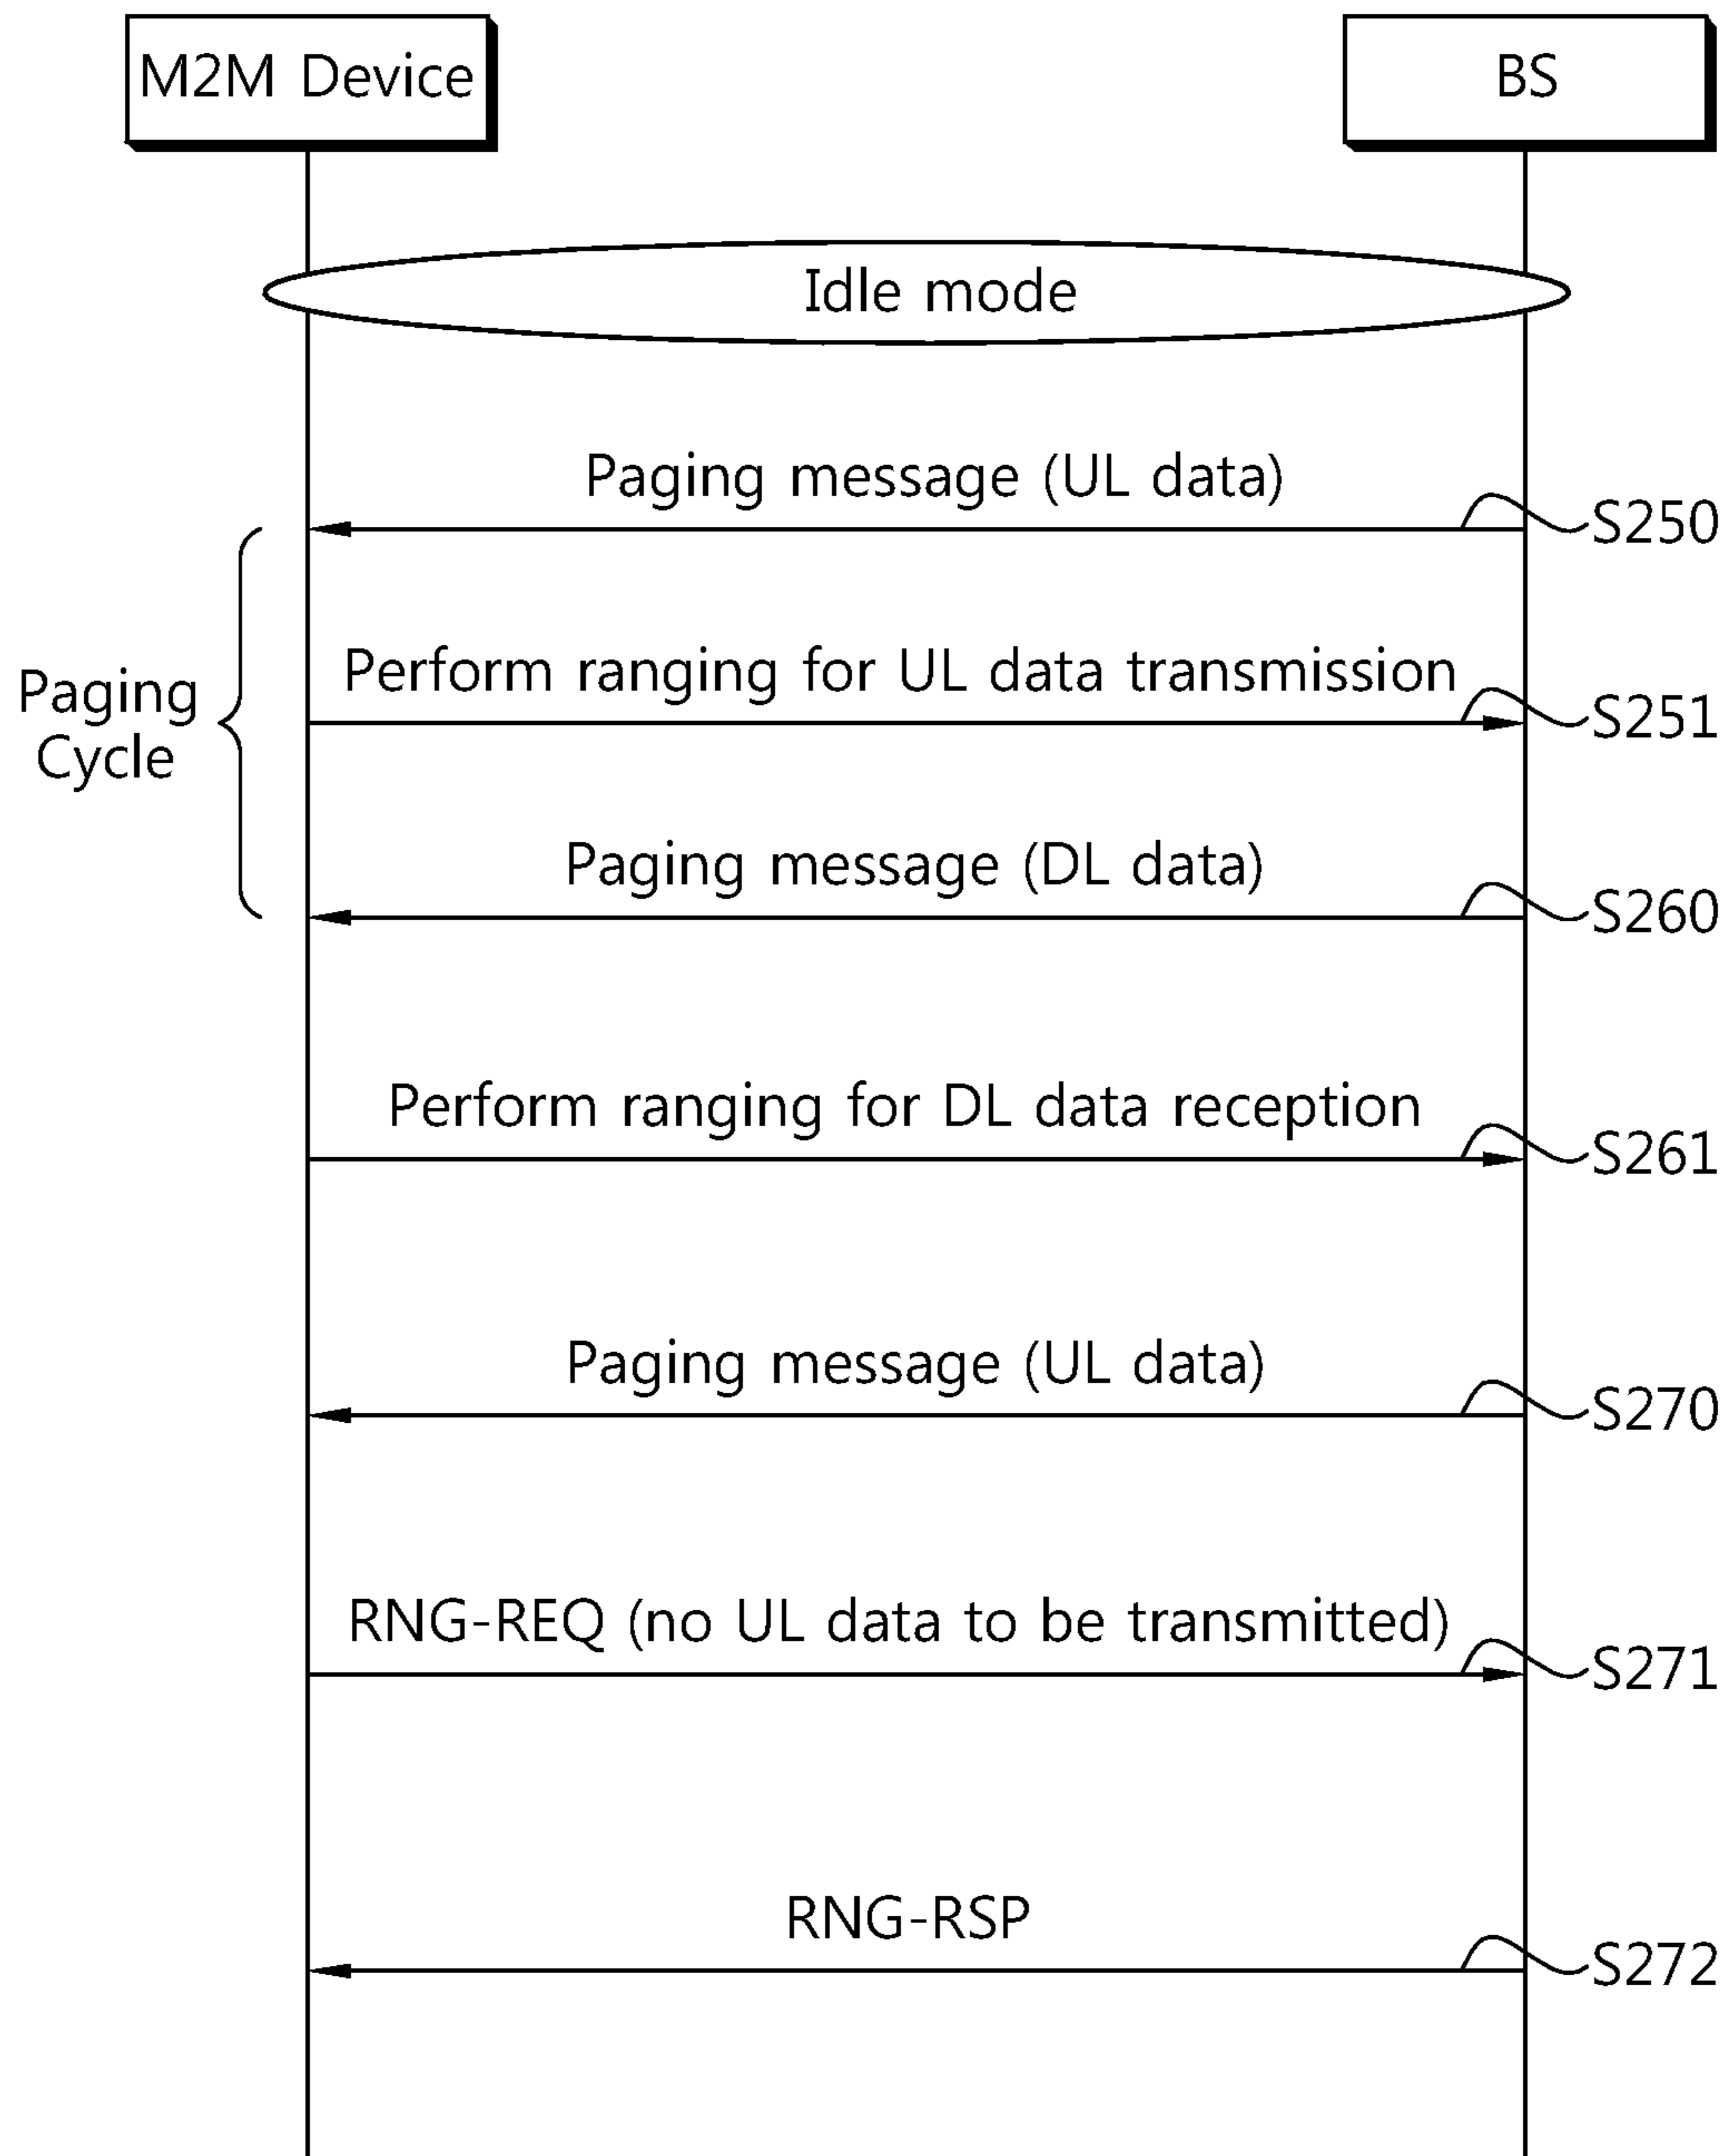 M2M Device
BS
Idle mode
Paging message (UL data)
S250
Perform ranging for UL data transmission
S251
Paging
Cycle
Paging message (DL data)
S260
Perform ranging for DL data reception
S261
Paging message (UL data)
S270
RNG-REQ (no UL data to be transmitted)
S271
RNG-RSP
S272